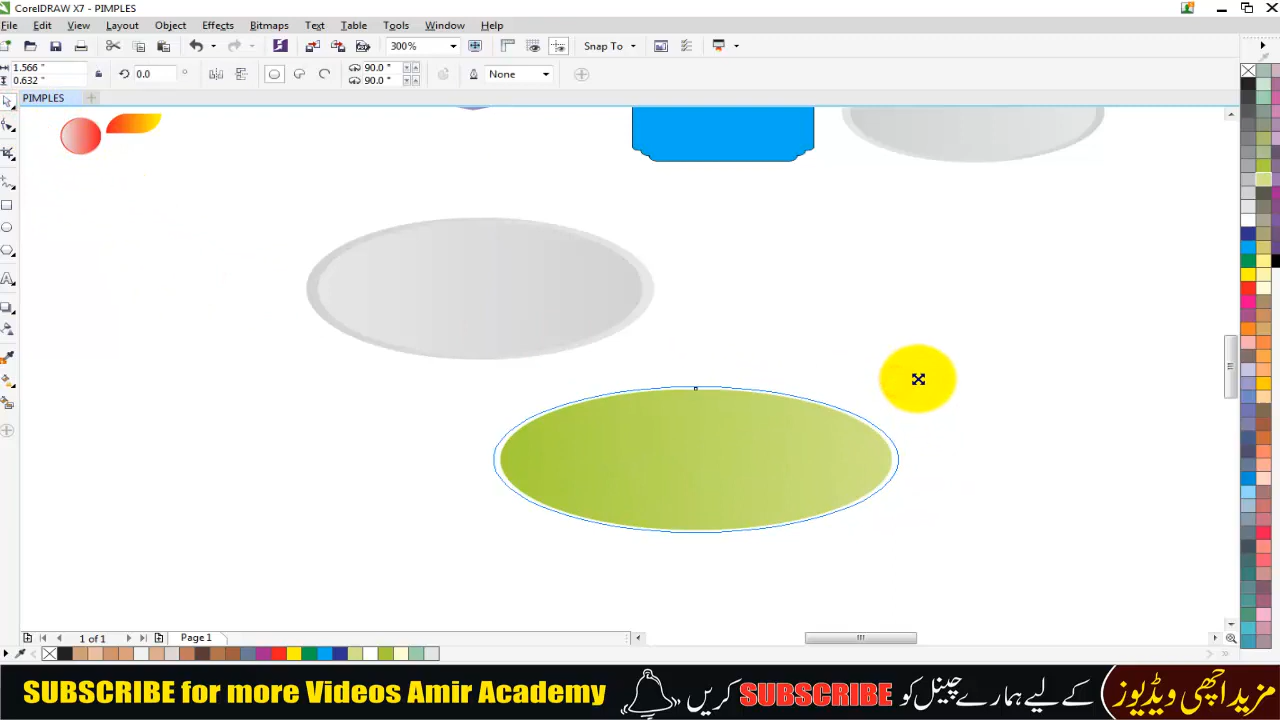 CorelDRAW X7 - PIMPLES
File Edit View Layout Object Effects Bitmaps Text Table Tools Window Help
300% Snap To
1.566 "
0.632 "
0.0 °
90.0 °
90.0 °
None
PIMPLES
1 of 1 Page 1
SUBSCRIBE for more Videos Amir Academy
مزید اچھی ویڈیوز کے لیے ہمارے چینل کو SUBSCRIBE کریں